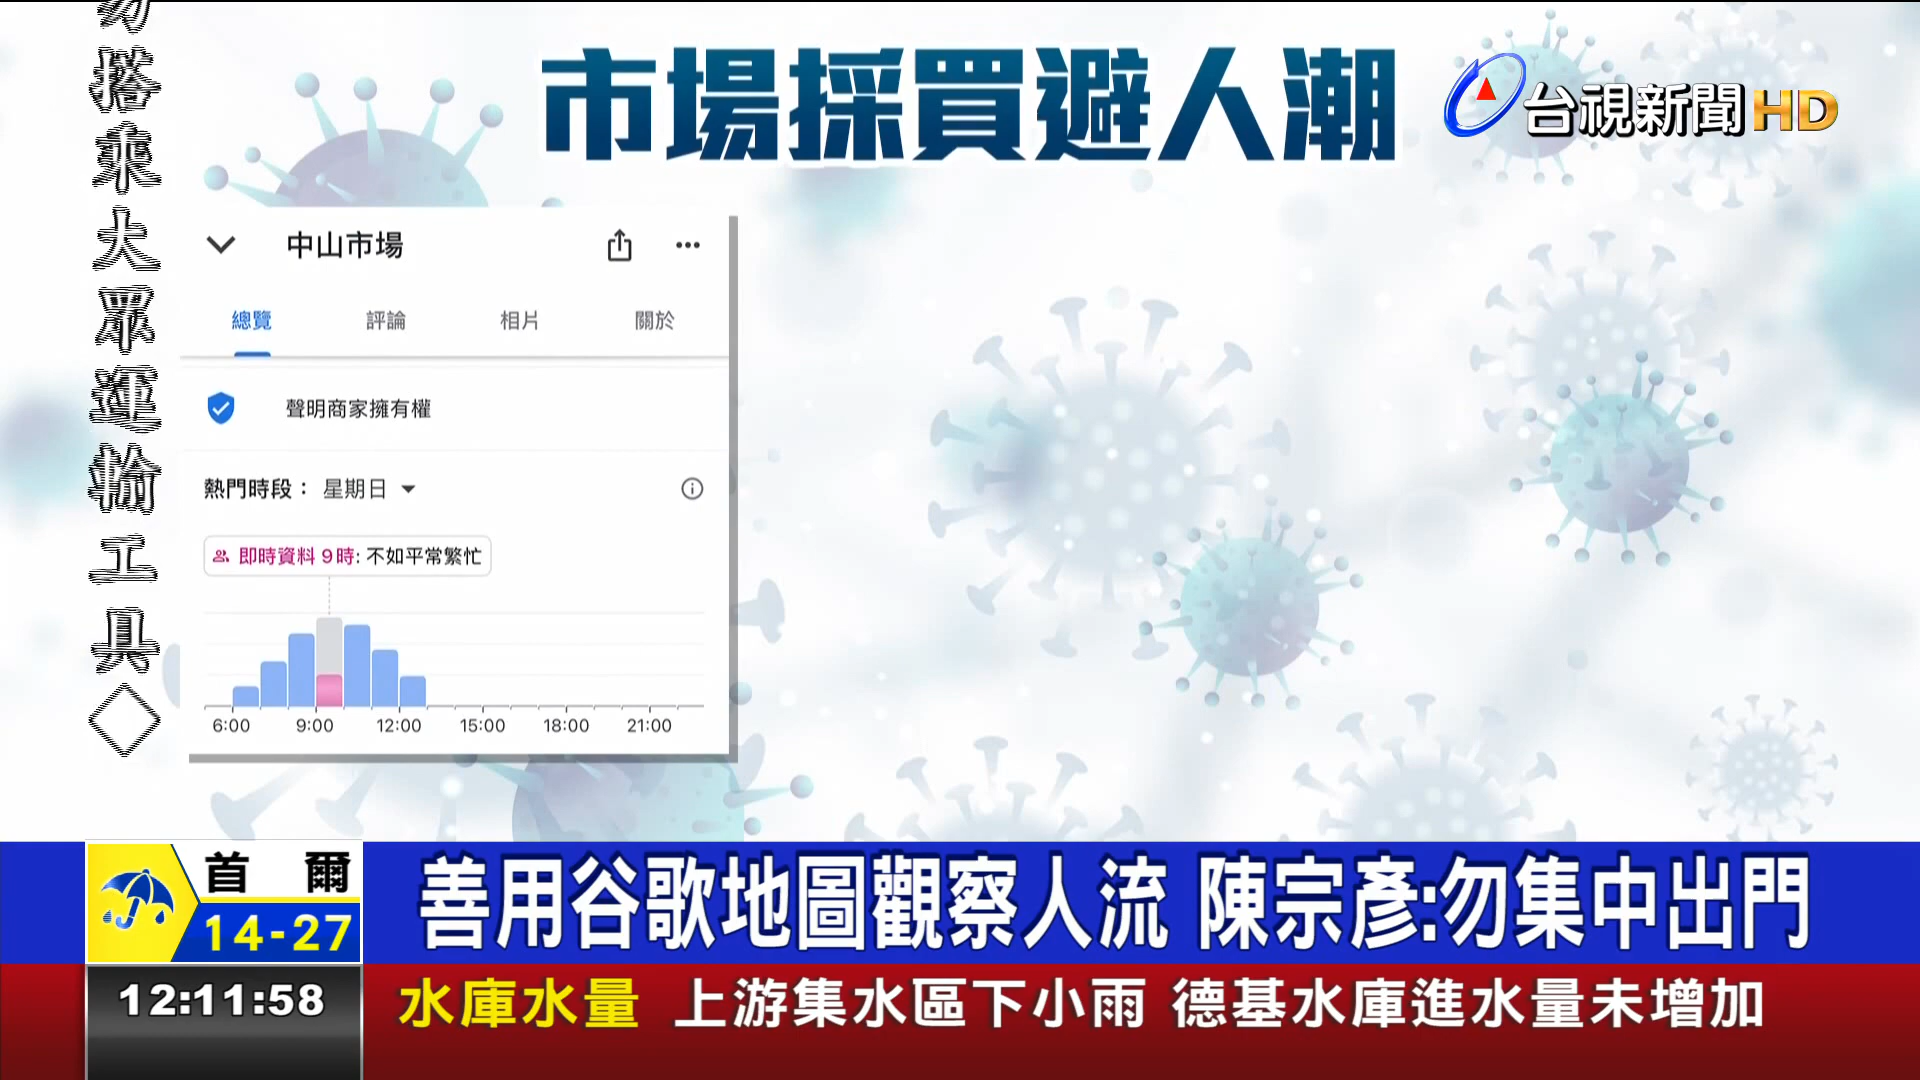 市場採買避人潮
台視新聞HD
搭乘大眾運輸工具◇
中山市場
總覽 評論 相片 關於
聲明商家擁有權
熱門時段： 星期日
即時資料 9 時: 不如平常繁忙
6:00 9:00 12:00 15:00 18:00 21:00
首爾
14-27
善用谷歌地圖觀察人流 陳宗彥:勿集中出門
12:11:58
水庫水量 上游集水區下小雨 德基水庫進水量未增加